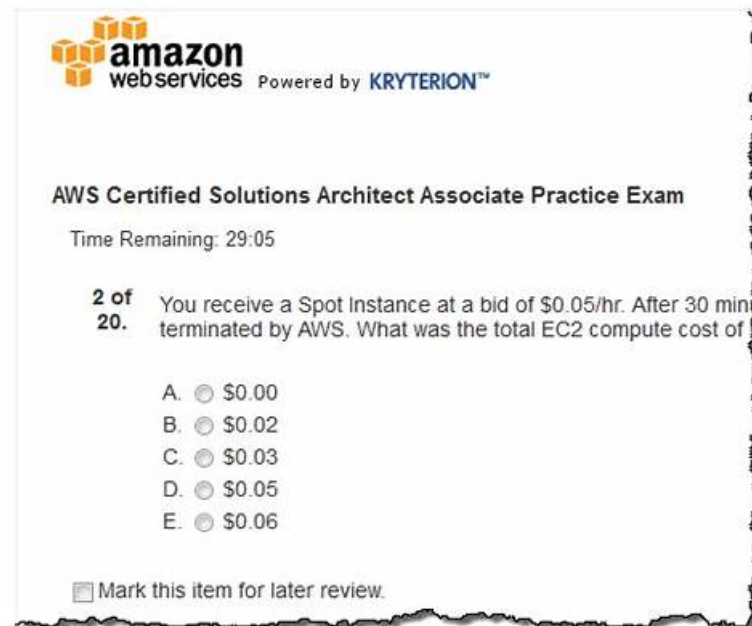 amazon
webservices Powered by KRYTERION™
AWS Certified Solutions Architect Associate Practice Exam
Time Remaining: 29:05
2 of You receive a Spot Instance at a bid of $0.05/hr. After 30
20. terminated by AWS. What was the total EC2 compute cost of
A. $0.00
B. $0.02
C. $0.03
D. $0.05
E. $0.06
Mark this item for later review.